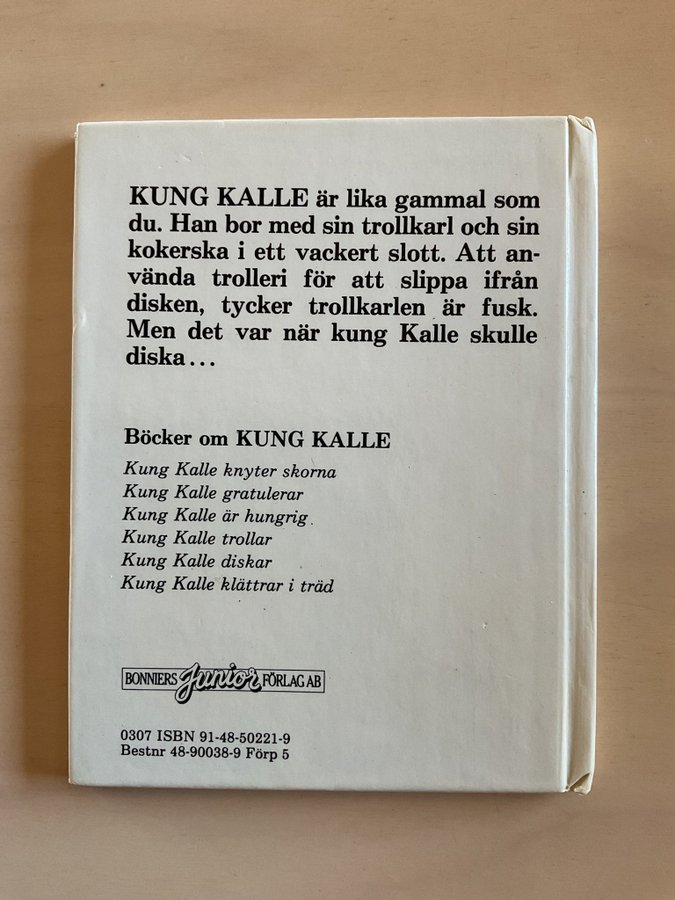 KUNG KALLE är lika gammal som
du. Han bor med sin trollkarl och sin
kokerska i ett vackert slott. Att an-
vända trolleri för att slippa ifrån
disken, tycker trollkarlen är fusk.
Men det var när kung Kalle skulle
diska...
Böcker om KUNG KALLE
Kung Kalle knyter skorna
Kung Kalle gratulerar
Kung Kalle är hungrig.
Kung Kalle trollar
Kung Kalle diskar
Kung Kalle klättrar i träd
BONNIERS Junior FÖRLAG AB
0307 ISBN 91-48-50221-9
Bestnr 48-90038-9 Förp 5